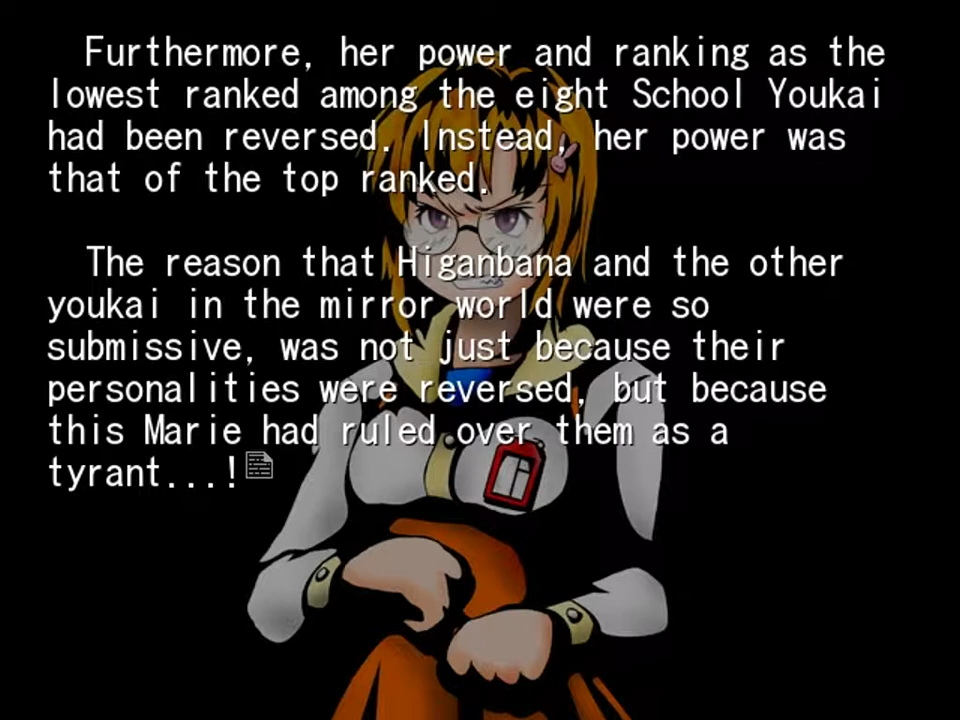 Furthermore, her power and ranking as the
lowest ranked among the eight School Youkai
had been reversed. Instead, her power was
that of the top ranked.
The reason that Higanbana and the other
youkai in the mirror world were so
submissive, was not just because their
personalities were reversed, but because
this Marie had ruled over them as a
tyrant...!